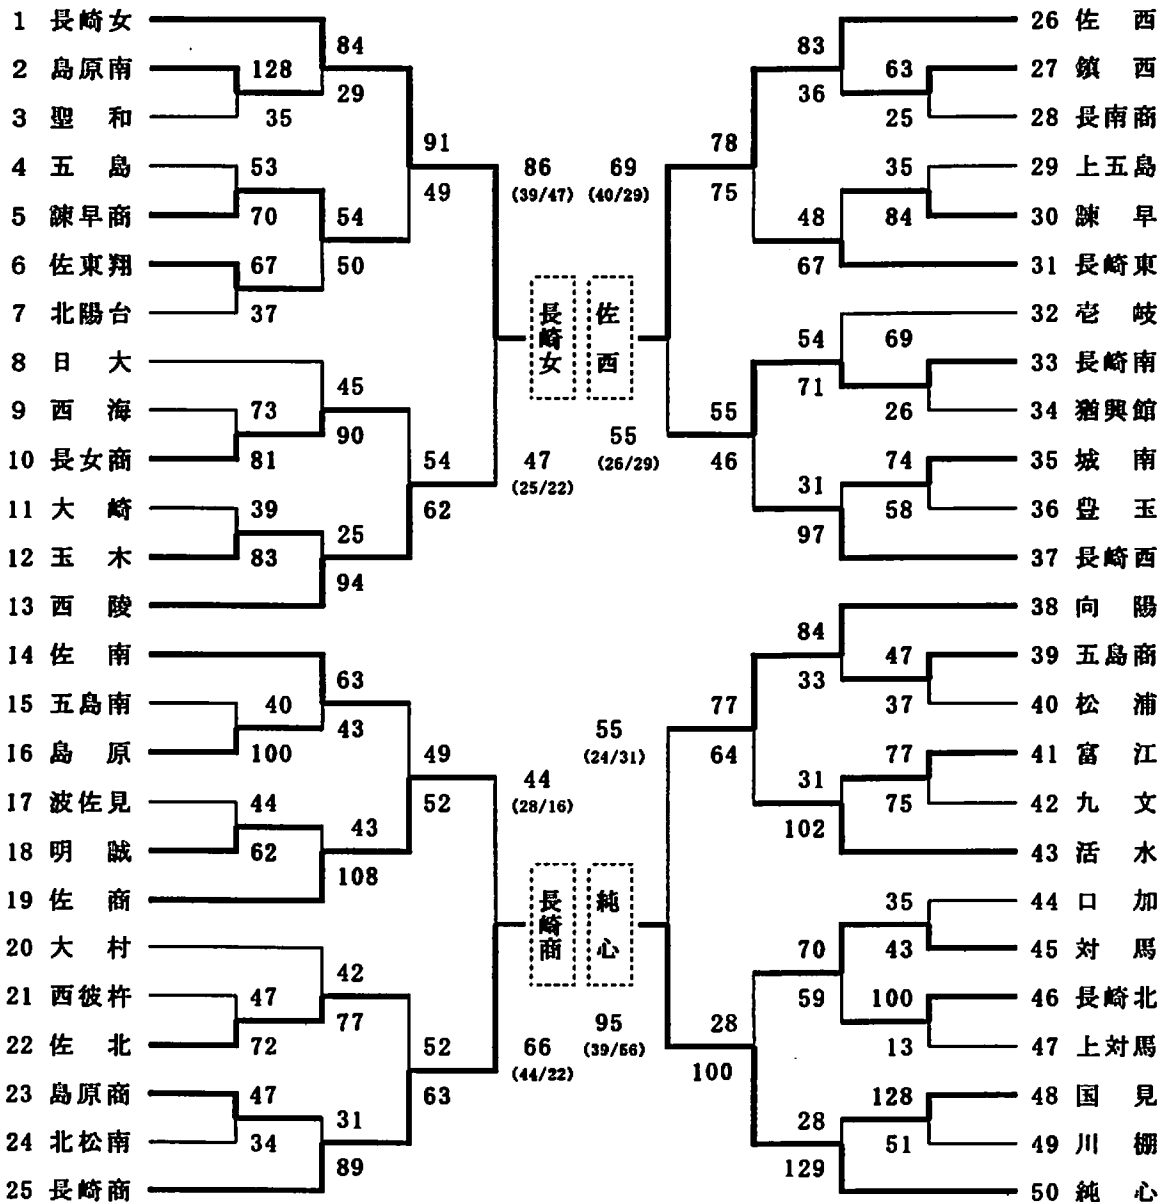 1 長崎女
84
2 島原南
128
29
3 聖和
35
91
4 五島
53
49
5 諫早商
70
54
6 佐東翔
67
50
7 北陽台
37
86
(39/47)
8 日大
45
9 西海
73
90
10 長女商
81
54
11 大崎
39
62
12 玉木
83
25
94
13 西陵
47
(25/22)
長崎女
14 佐南
63
15 五島南
40
43
16 島原
100
49
17 波佐見
44
52
18 明誠
62
43
108
19 佐商
44
(28/16)
20 大村
42
21 西彼杵
47
77
22 佐北
72
52
23 島原商
47
63
24 北松南
34
31
89
25 長崎商
66
(44/22)
長崎商
26 佐西
83
27 鎮西
63
36
28 長南商
25
78
29 上五島
35
75
30 諫早
84
48
67
31 長崎東
69
(40/29)
32 壱岐
54
69
33 長崎南
71
34 猶興館
26
55
35 城南
74
46
36 豊玉
58
31
97
37 長崎西
55
(26/29)
佐西
38 向陽
84
39 五島商
47
33
40 松浦
37
77
41 富江
77
64
42 九文
75
31
102
43 活水
55
(24/31)
44 口加
35
45 対馬
43
70
46 長崎北
100
59
47 上対馬
13
28
48 国見
128
100
49 川棚
51
28
129
50 純心
95
(39/56)
純心